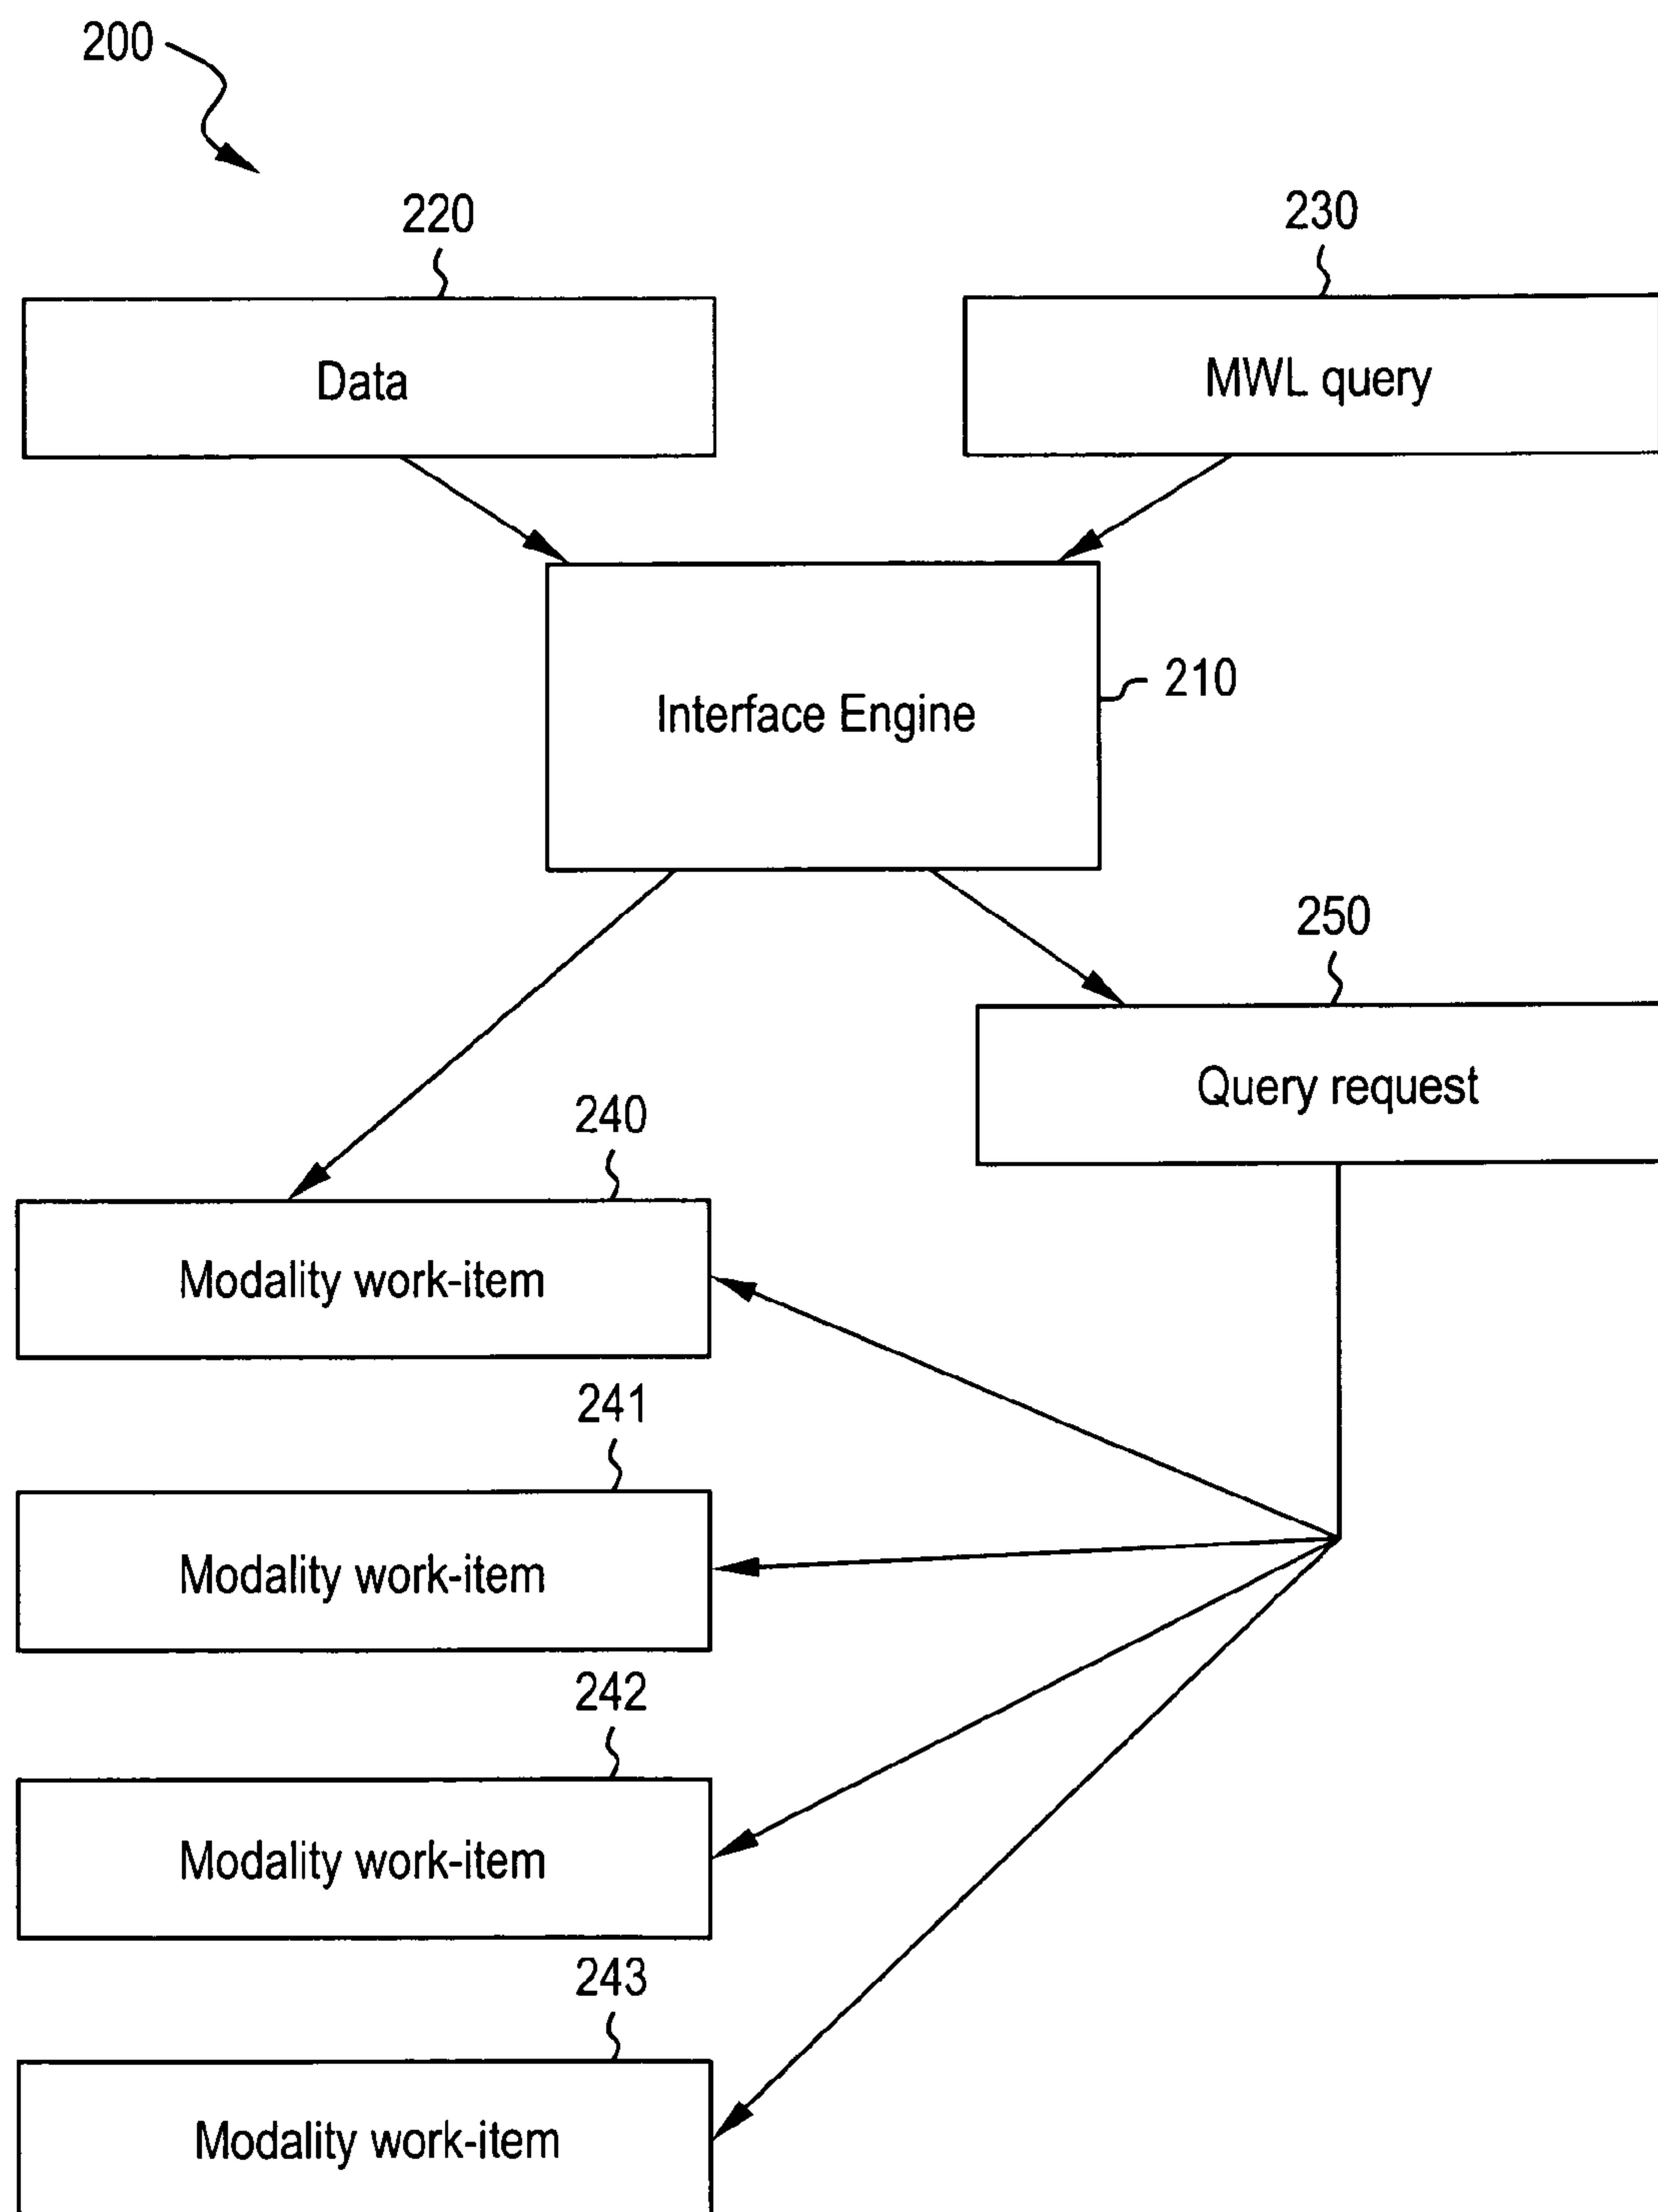 200
220
230
Data
MWL query
210
Interface Engine
250
Query request
240
Modality work-item
241
Modality work-item
242
Modality work-item
243
Modality work-item